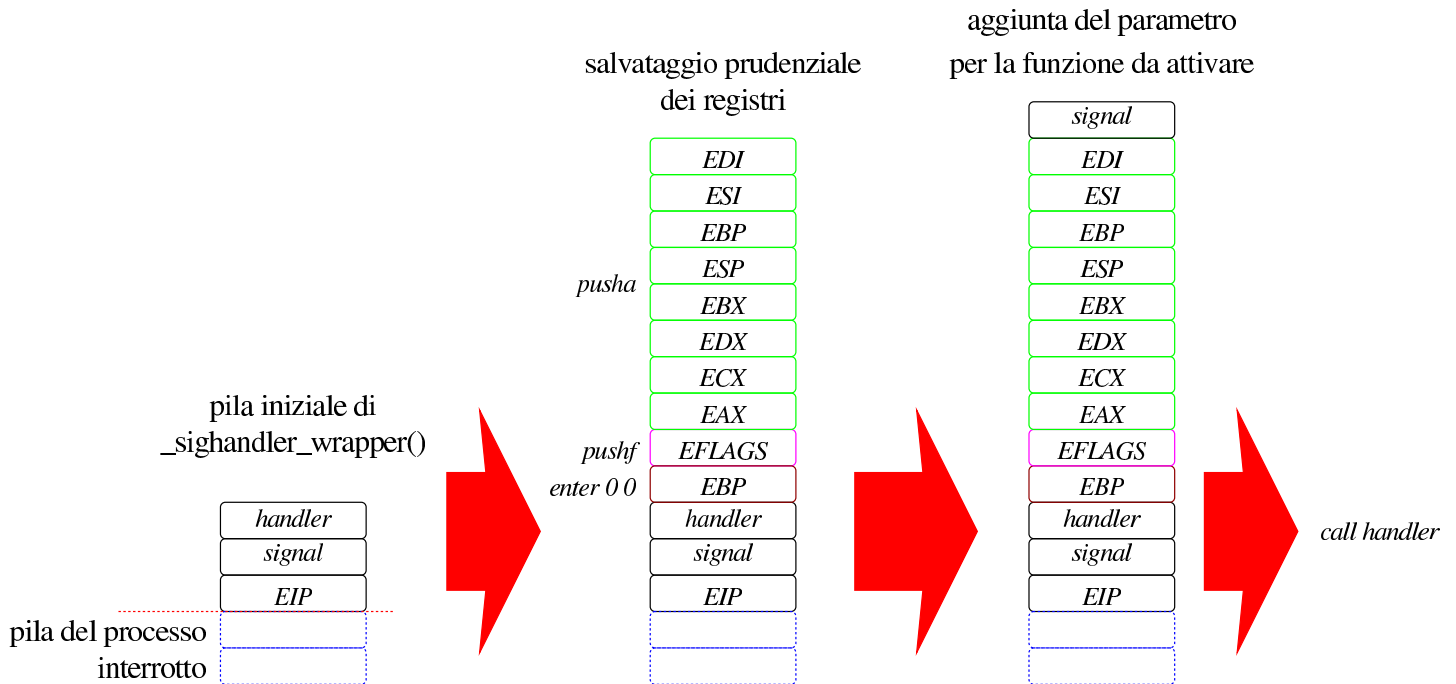 pila iniziale di
_sighandler_wrapper()
handler
signal
EIP
pila del processo
interrotto
salvataggio prudenziale
dei registri
EDI
ESI
EBP
ESP
pusha
EBX
EDX
ECX
EAX
pushf EFLAGS
enter 0 0 EBP
handler
signal
EIP
aggiunta del parametro
per la funzione da attivare
signal
EDI
ESI
EBP
ESP
EBX
EDX
ECX
EAX
EFLAGS
EBP
handler
signal
EIP
call handler